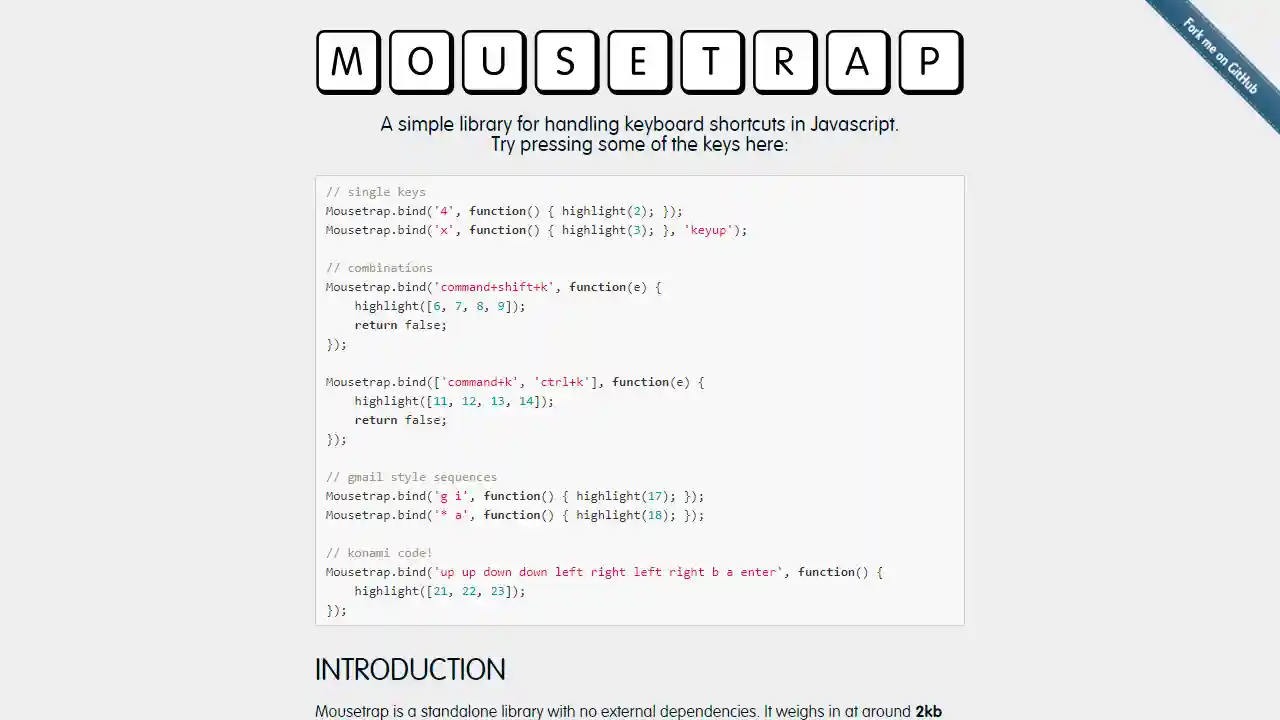 MOUSETRAP
Fork me on GitHub
A simple library for handling keyboard shortcuts in Javascript.
Try pressing some of the keys here:
// single keys
Mousetrap.bind('4', function() { highlight(2); });
Mousetrap.bind('x', function() { highlight(3); }, 'keyup');
// combinations
Mousetrap.bind('command+shift+k', function(e) {
    highlight([6, 7, 8, 9]);
    return false;
});
Mousetrap.bind(['command+k', 'ctrl+k'], function(e) {
    highlight([11, 12, 13, 14]);
    return false;
});
// gmail style sequences
Mousetrap.bind('g i', function() { highlight(17); });
Mousetrap.bind('* a', function() { highlight(18); });
// konami code!
Mousetrap.bind('up up down down left right left right b a enter', function() {
    highlight([21, 22, 23]);
});
INTRODUCTION
Mousetrap is a standalone library with no external dependencies. It weighs in at around 2kb